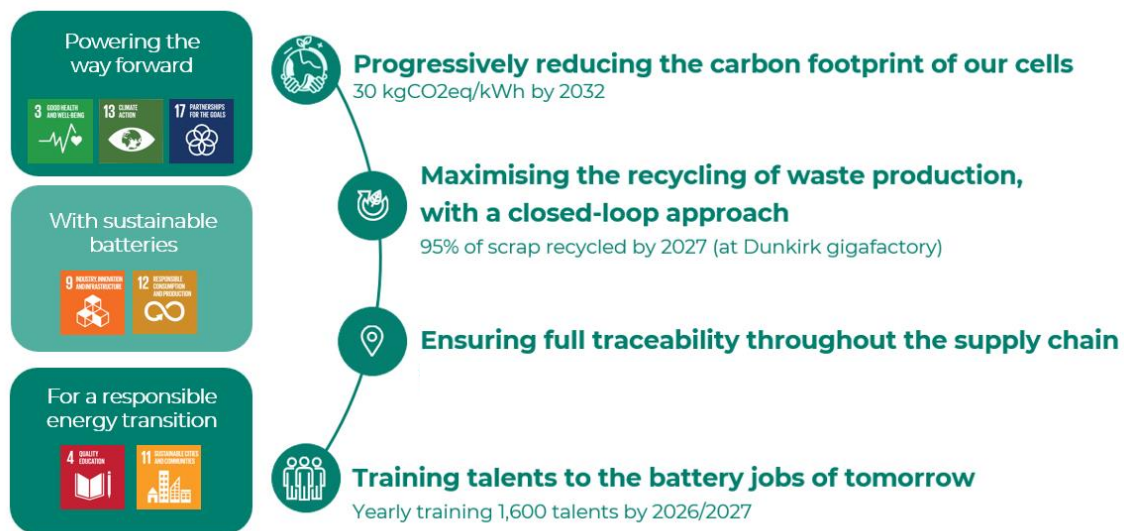 Powering the
way forward
3 GOOD HEALTH
AND WELL-BEING
13 CLIMATE
ACTION
17 PARTNERSHIPS
FOR THE GOALS
With sustainable
batteries
9 INDUSTRY, INNOVATION
AND INFRASTRUCTURE
12 RESPONSIBLE
CONSUMPTION
AND PRODUCTION
For a responsible
energy transition
4 QUALITY
EDUCATION
11 SUSTAINABLE CITIES
AND COMMUNITIES
Progressively reducing the carbon footprint of our cells
30 kgCO2eq/kWh by 2032
Maximising the recycling of waste production,
with a closed-loop approach
95% of scrap recycled by 2027 (at Dunkirk gigafactory)
Ensuring full traceability throughout the supply chain
Training talents to the battery jobs of tomorrow
Yearly training 1,600 talents by 2026/2027